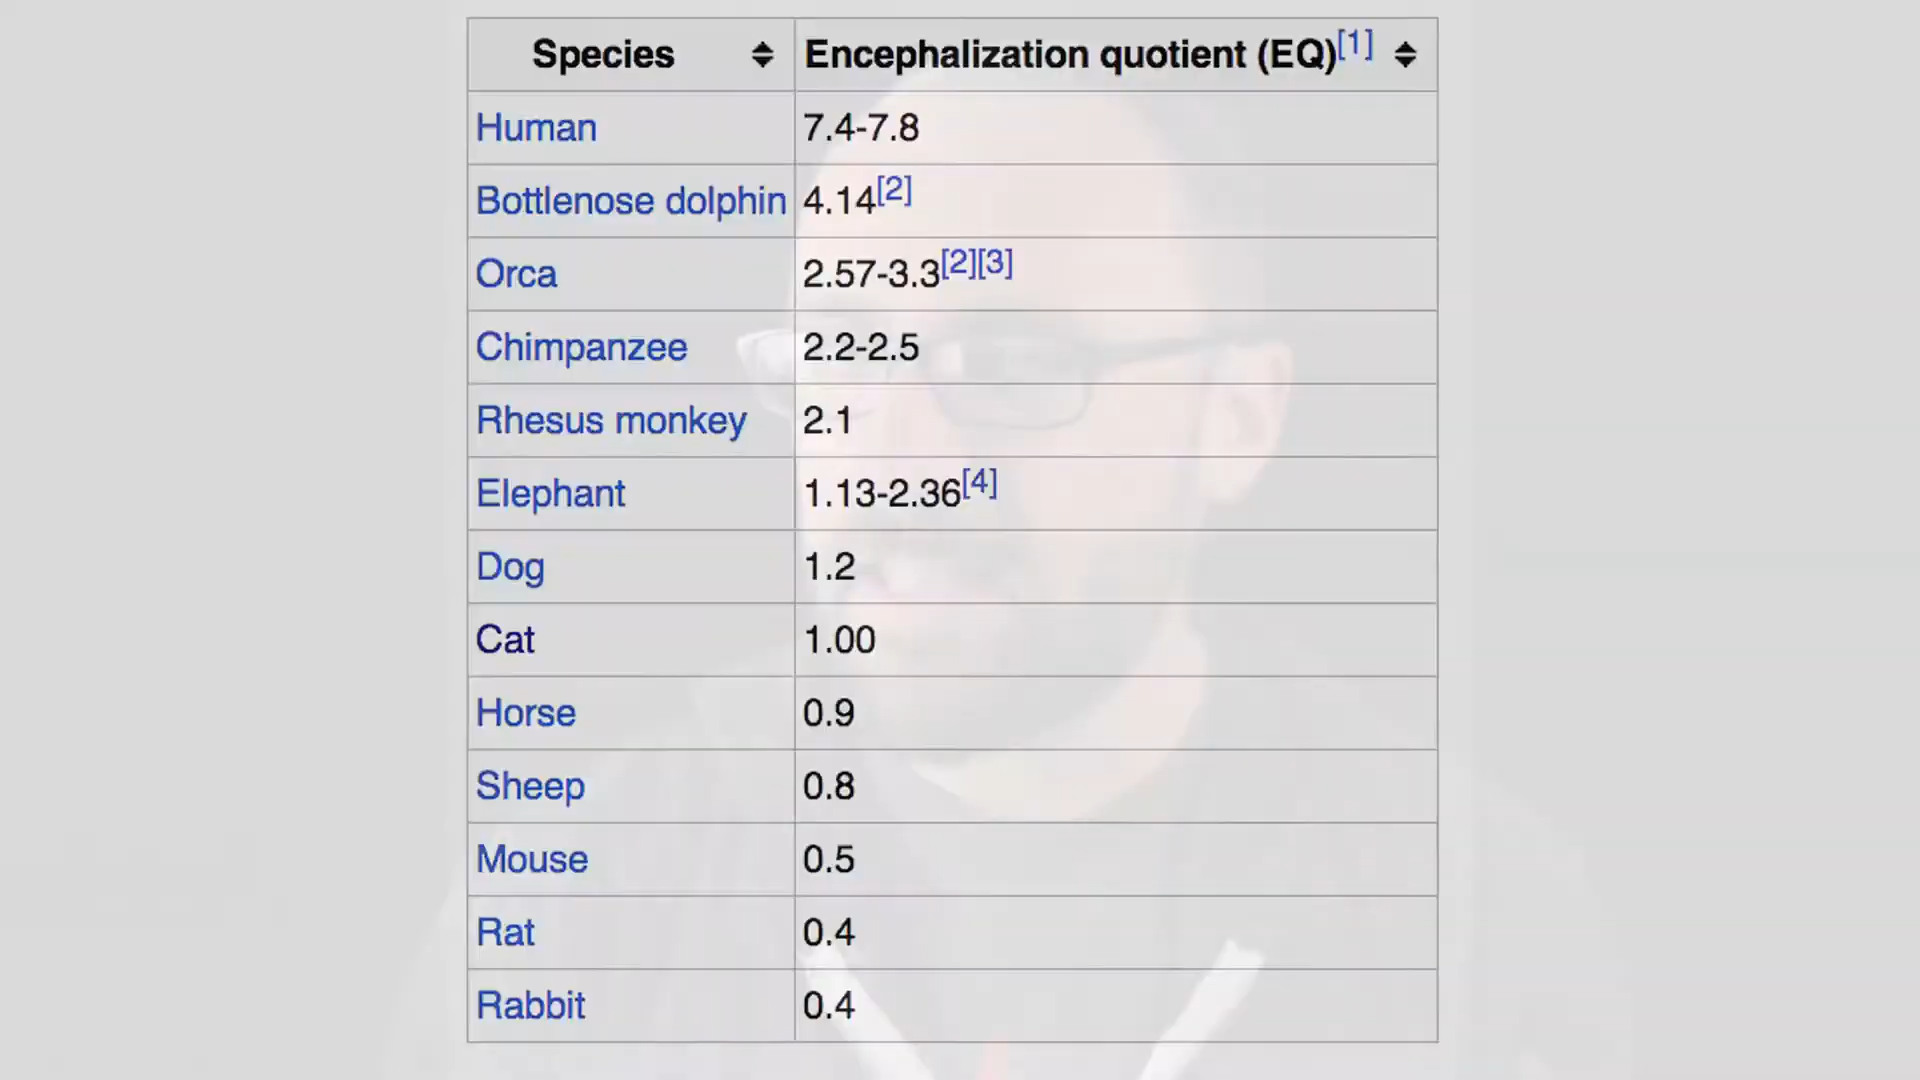 Species Encephalization quotient (EQ)[1]
Human 7.4-7.8
Bottlenose dolphin 4.14[2]
Orca 2.57-3.3[2][3]
Chimpanzee 2.2-2.5
Rhesus monkey 2.1
Elephant 1.13-2.36[4]
Dog 1.2
Cat 1.00
Horse 0.9
Sheep 0.8
Mouse 0.5
Rat 0.4
Rabbit 0.4